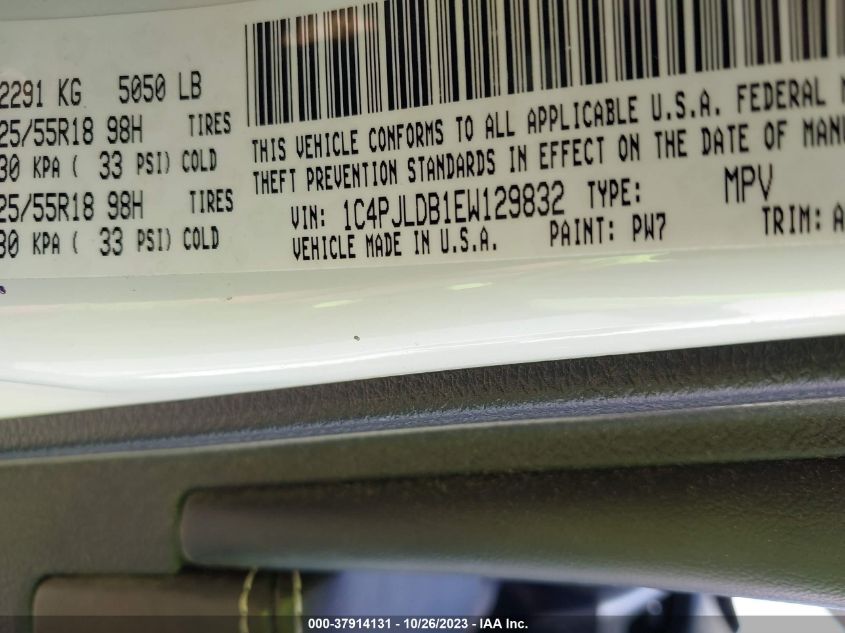 2291 KG 5050 LB
25/55R18 98H TIRES
30 KPA ( 33 PSI) COLD
25/55R18 98H TIRES
30 KPA ( 33 PSI) COLD
THIS VEHICLE CONFORMS TO ALL APPLICABLE U.S.A. FEDERAL M
THEFT PREVENTION STANDARDS IN EFFECT ON THE DATE OF MANU
VIN: 1C4PJLDB1EW129832 TYPE: MPV
VEHICLE MADE IN U.S.A. PAINT: PW7 TRIM: A
000-37914131 - 10/26/2023 - IAA Inc.